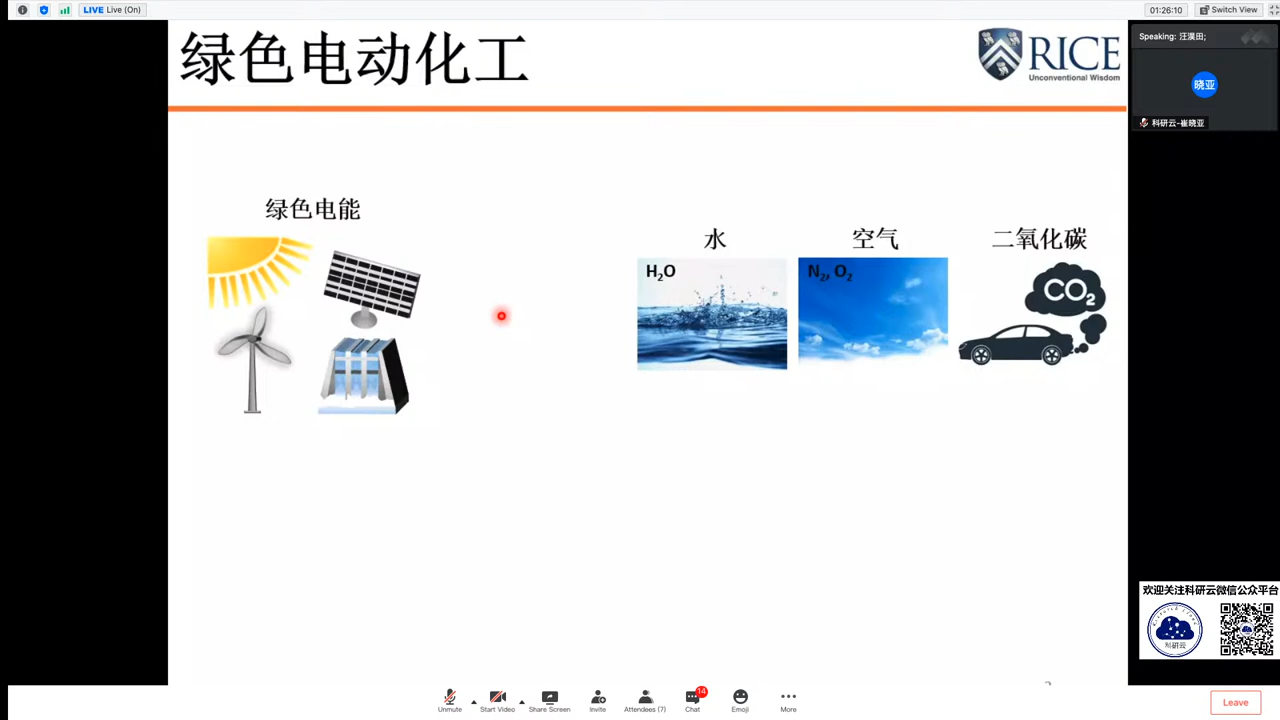 LIVE Live (On)
01:26:10
Switch View
绿色电动化工
RICE
Unconventional Wisdom
Speaking: 汪淏田;
晓亚
科研云-崔晓亚
绿色电能
水
空气
二氧化碳
H₂O
N₂, O₂
CO₂
欢迎关注科研云微信公众平台
科研云
Unmute
Start Video
Share Screen
Invite
Attendees (7)
Chat
14
Emoji
More
Leave